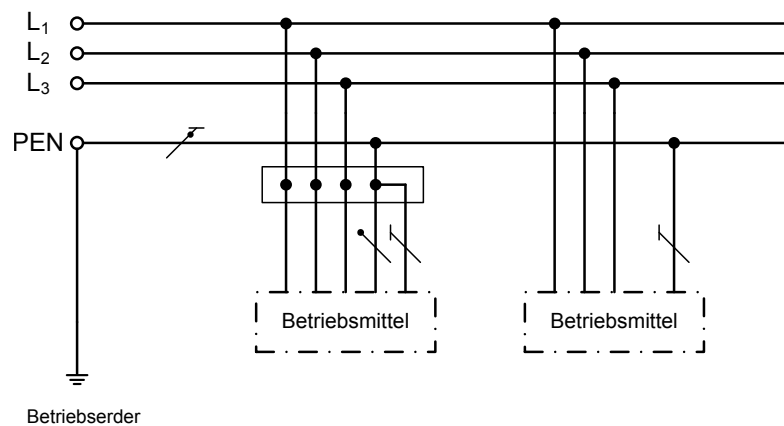 L₁
L₂
L₃
PEN
Betriebsmittel Betriebsmittel
Betriebserder